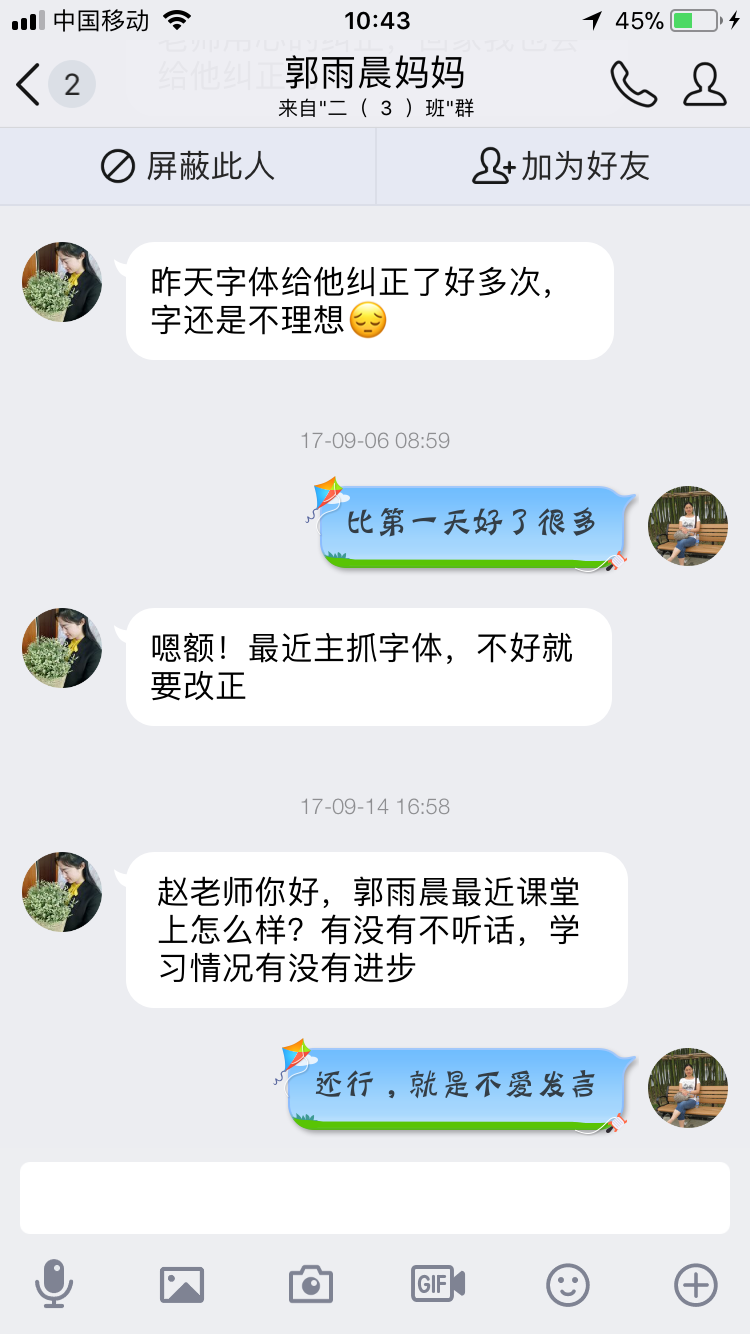 中国移动
10:43
45%
2
郭雨晨妈妈
来自"二（3）班"群
屏蔽此人
加为好友
昨天字体给他纠正了好多次，
字还是不理想
17-09-06 08:59
比第一天好了很多
嗯额！最近主抓字体，不好就
要改正
17-09-14 16:58
赵老师你好，郭雨晨最近课堂
上怎么样？有没有不听话，学
习情况有没有进步
还行，就是不爱发言
GIF